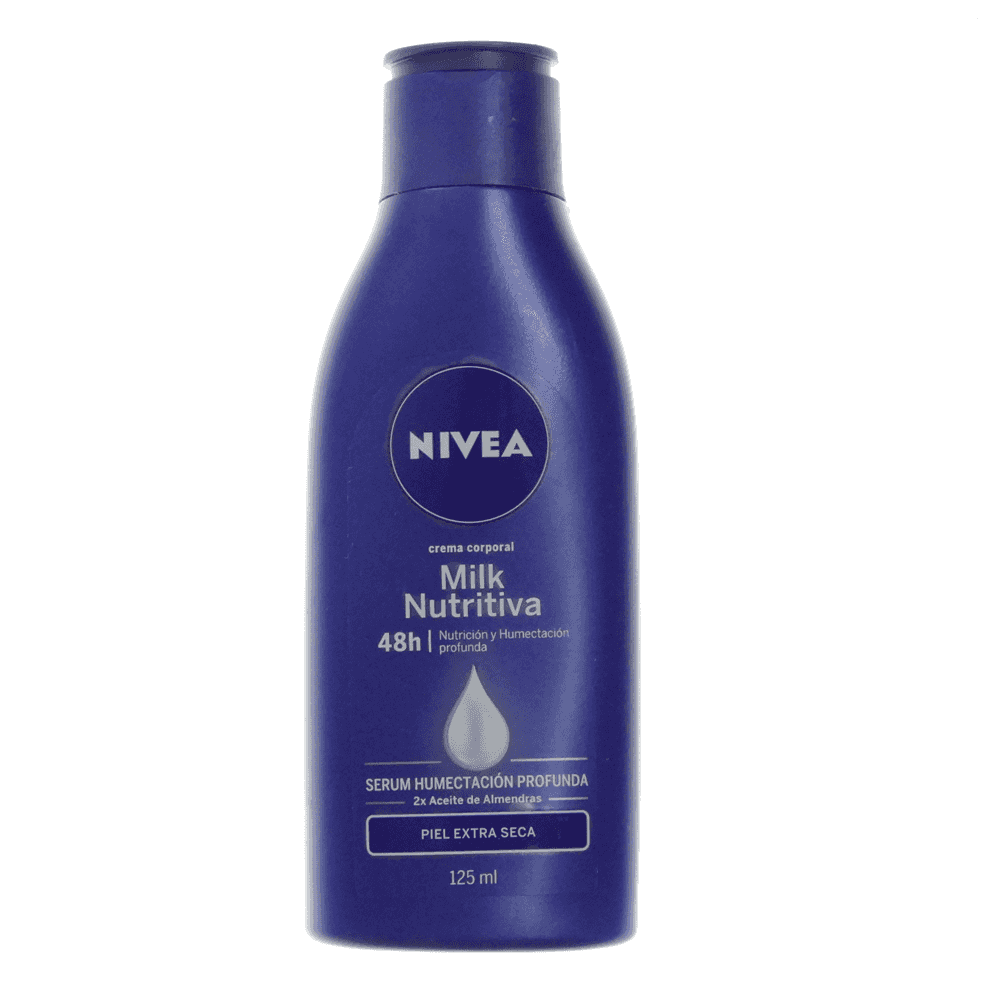 NIVEA
crema corporal
Milk
Nutritiva
48h | Nutrición y Humectación
profunda
SERUM HUMECTACIÓN PROFUNDA
2x Aceite de Almendras
PIEL EXTRA SECA
125 ml